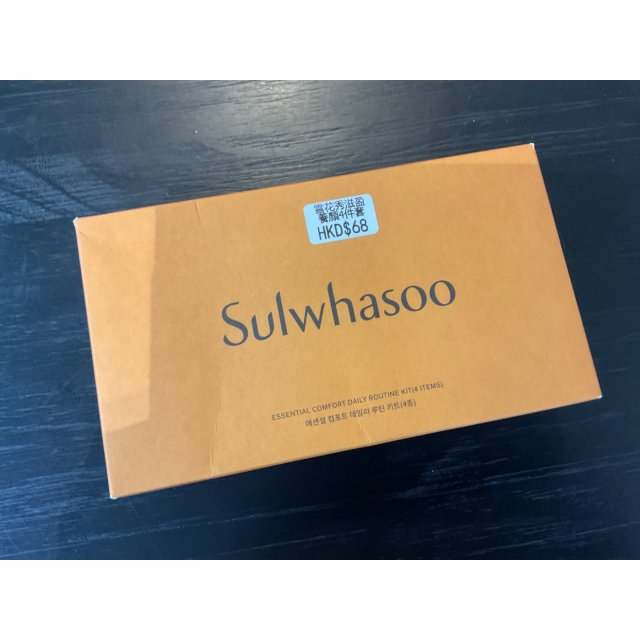 雪花秀滋盈
養顏4件套
HKD$68
Sulwhasoo
ESSENTIAL COMFORT DAILY ROUTINE KIT(4 ITEMS)
에센셜 컴포트 데일리 루틴 키트(4종)